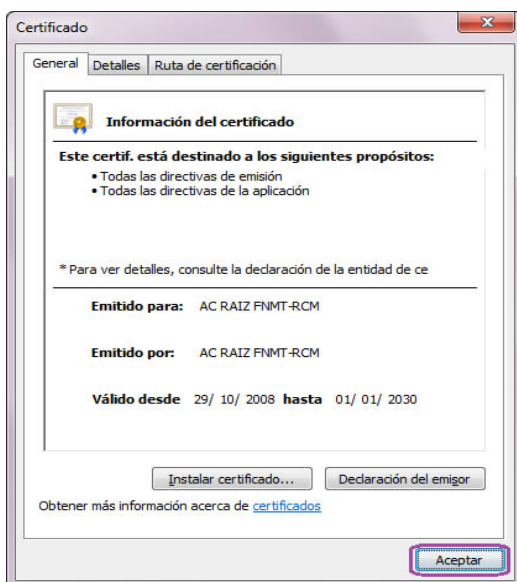 Certificado
General Detalles Ruta de certificación
Información del certificado
Este certif. está destinado a los siguientes propósitos:
• Todas las directivas de emisión
• Todas las directivas de la aplicación
* Para ver detalles, consulte la declaración de la entidad de ce
Emitido para: AC RAIZ FNMT-RCM
Emitido por: AC RAIZ FNMT-RCM
Válido desde 29/ 10/ 2008 hasta 01/ 01/ 2030
Instalar certificado... Declaración del emisor
Obtener más información acerca de certificados
Aceptar